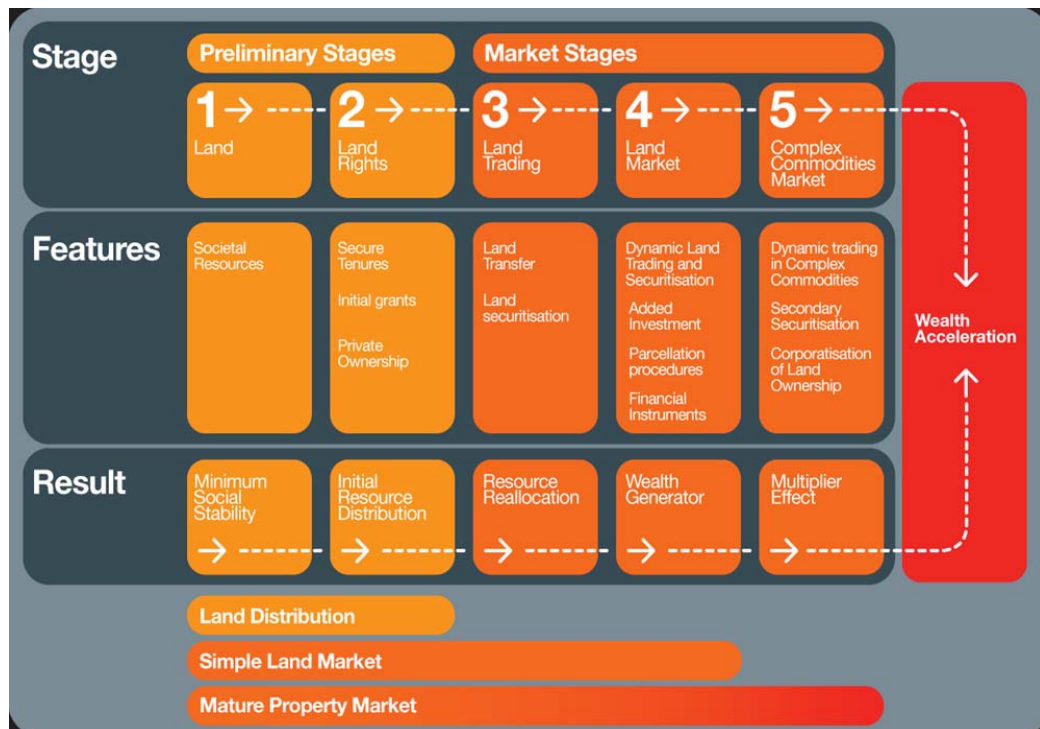 Stage
Preliminary Stages
Market Stages
1
Land
2
Land
Rights
3
Land
Trading
4
Land
Market
5
Complex
Commodities
Market
Features
Societal
Resources
Secure
Tenures
Initial grants
Private
Ownership
Land
Transfer
Land
securitisation
Dynamic Land
Trading and
Securitisation
Added
Investment
Parcellation
procedures
Financial
Instruments
Dynamic trading
in Complex
Commodities
Secondary
Securitisation
Corporatisation
of Land
Ownership
Wealth
Acceleration
Result
Minimum
Social
Stability
Initial
Resource
Distribution
Resource
Reallocation
Wealth
Generator
Multiplier
Effect
Land Distribution
Simple Land Market
Mature Property Market